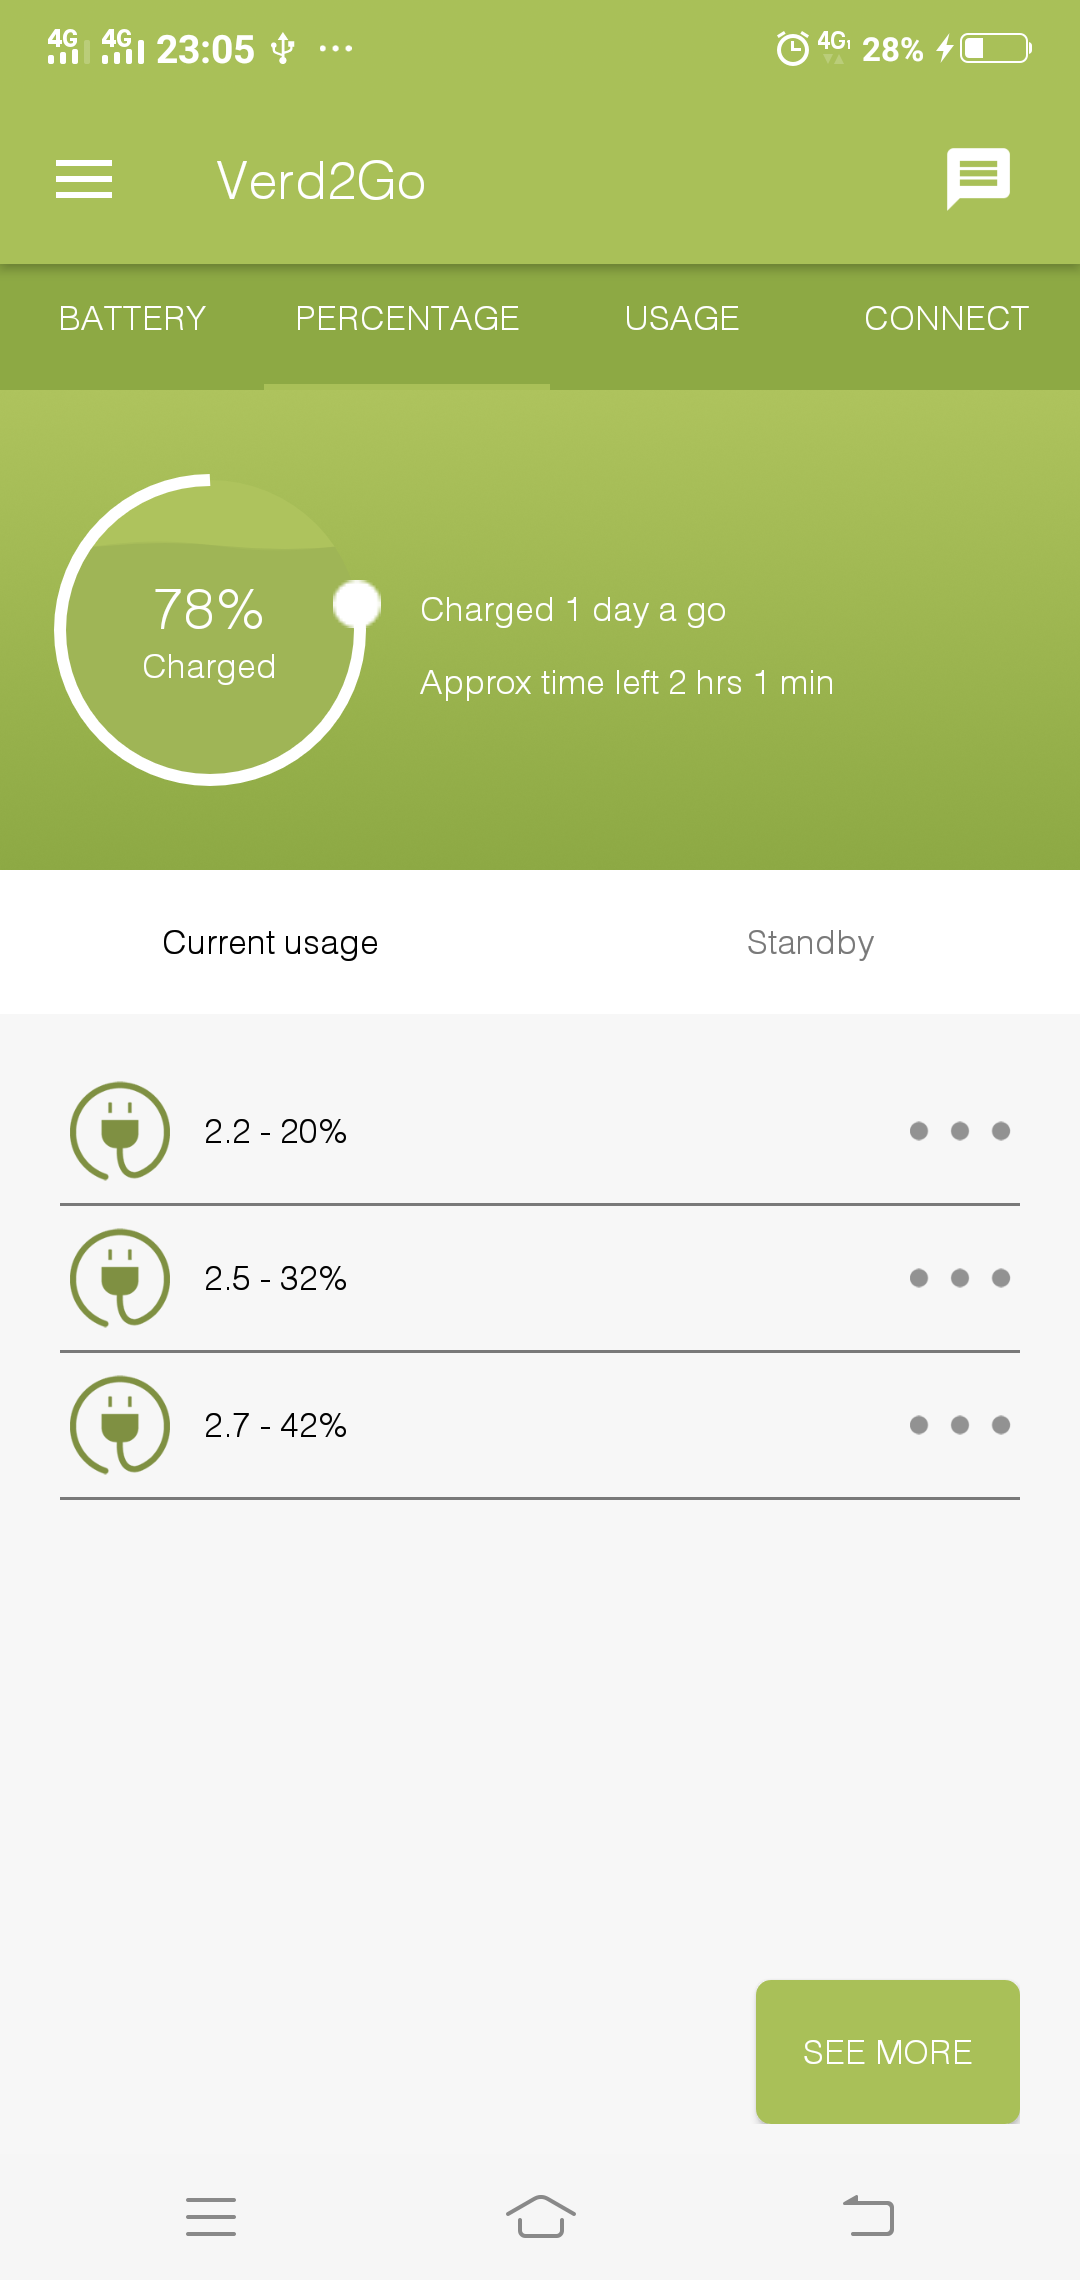 4G 4G 23:05 4G1 28%
Verd2Go
BATTERY PERCENTAGE USAGE CONNECT
78%
Charged
Charged 1 day a go
Approx time left 2 hrs 1 min
Current usage Standby
2.2 - 20%
2.5 - 32%
2.7 - 42%
SEE MORE